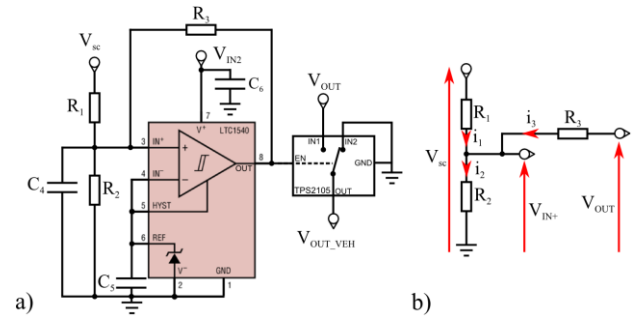 R3
Vsc
VIN2
C6
R1
7
V+
LTC1540
VOUT
3
IN+
IN1
IN2
8
OUT
EN
GND
C4
R2
4
IN-
5
HYST
TPS2105
OUT
6
REF
VOUT_VEH
C5
V-
GND
2
1
a)
Vsc
R1
i1
i3
R3
i2
R2
VIN+
VOUT
b)